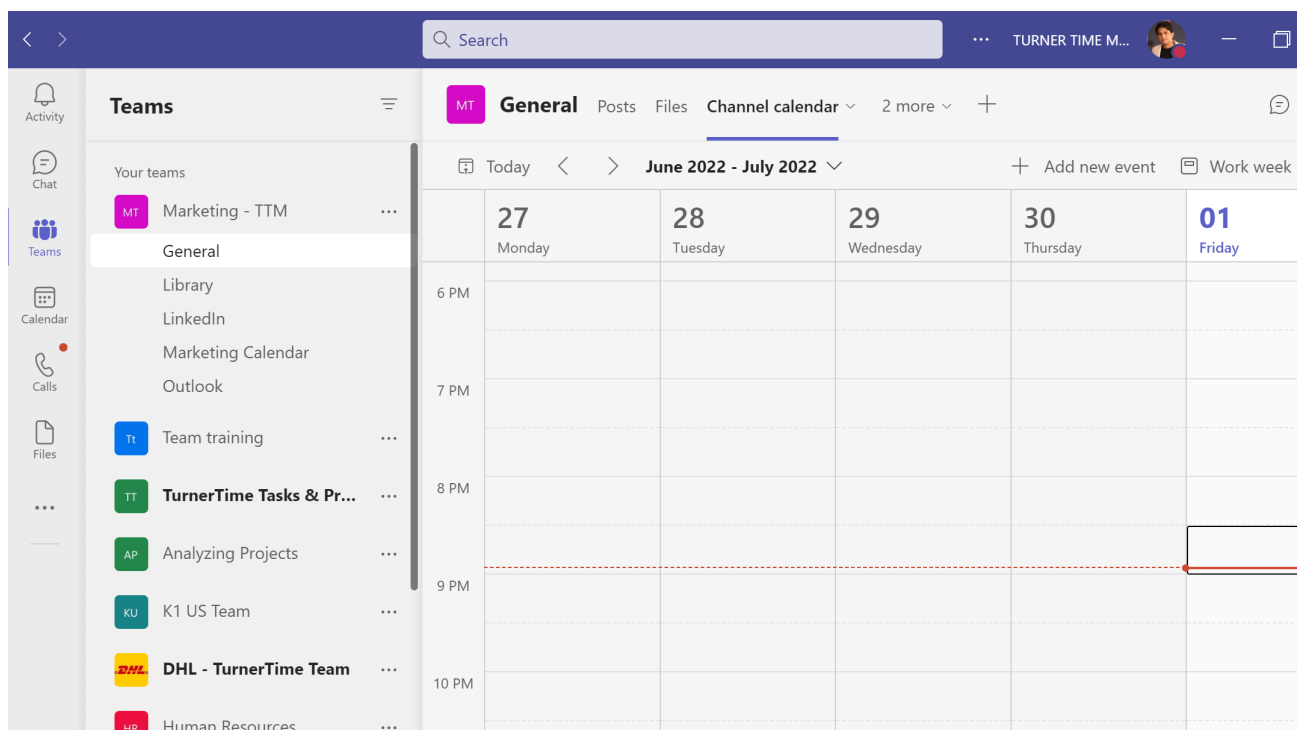 Search
TURNER TIME M...
Activity
Chat
Teams
Calendar
Calls
Files
Teams
Your teams
MT Marketing - TTM
General
Library
LinkedIn
Marketing Calendar
Outlook
Tt Team training
TT TurnerTime Tasks & Pr...
AP Analyzing Projects
KU K1 US Team
DHL DHL - TurnerTime Team
HR Human Resources
MT General Posts Files Channel calendar 2 more
Today June 2022 - July 2022 Add new event Work week
27 28 29 30 01
Monday Tuesday Wednesday Thursday Friday
6 PM
7 PM
8 PM
9 PM
10 PM